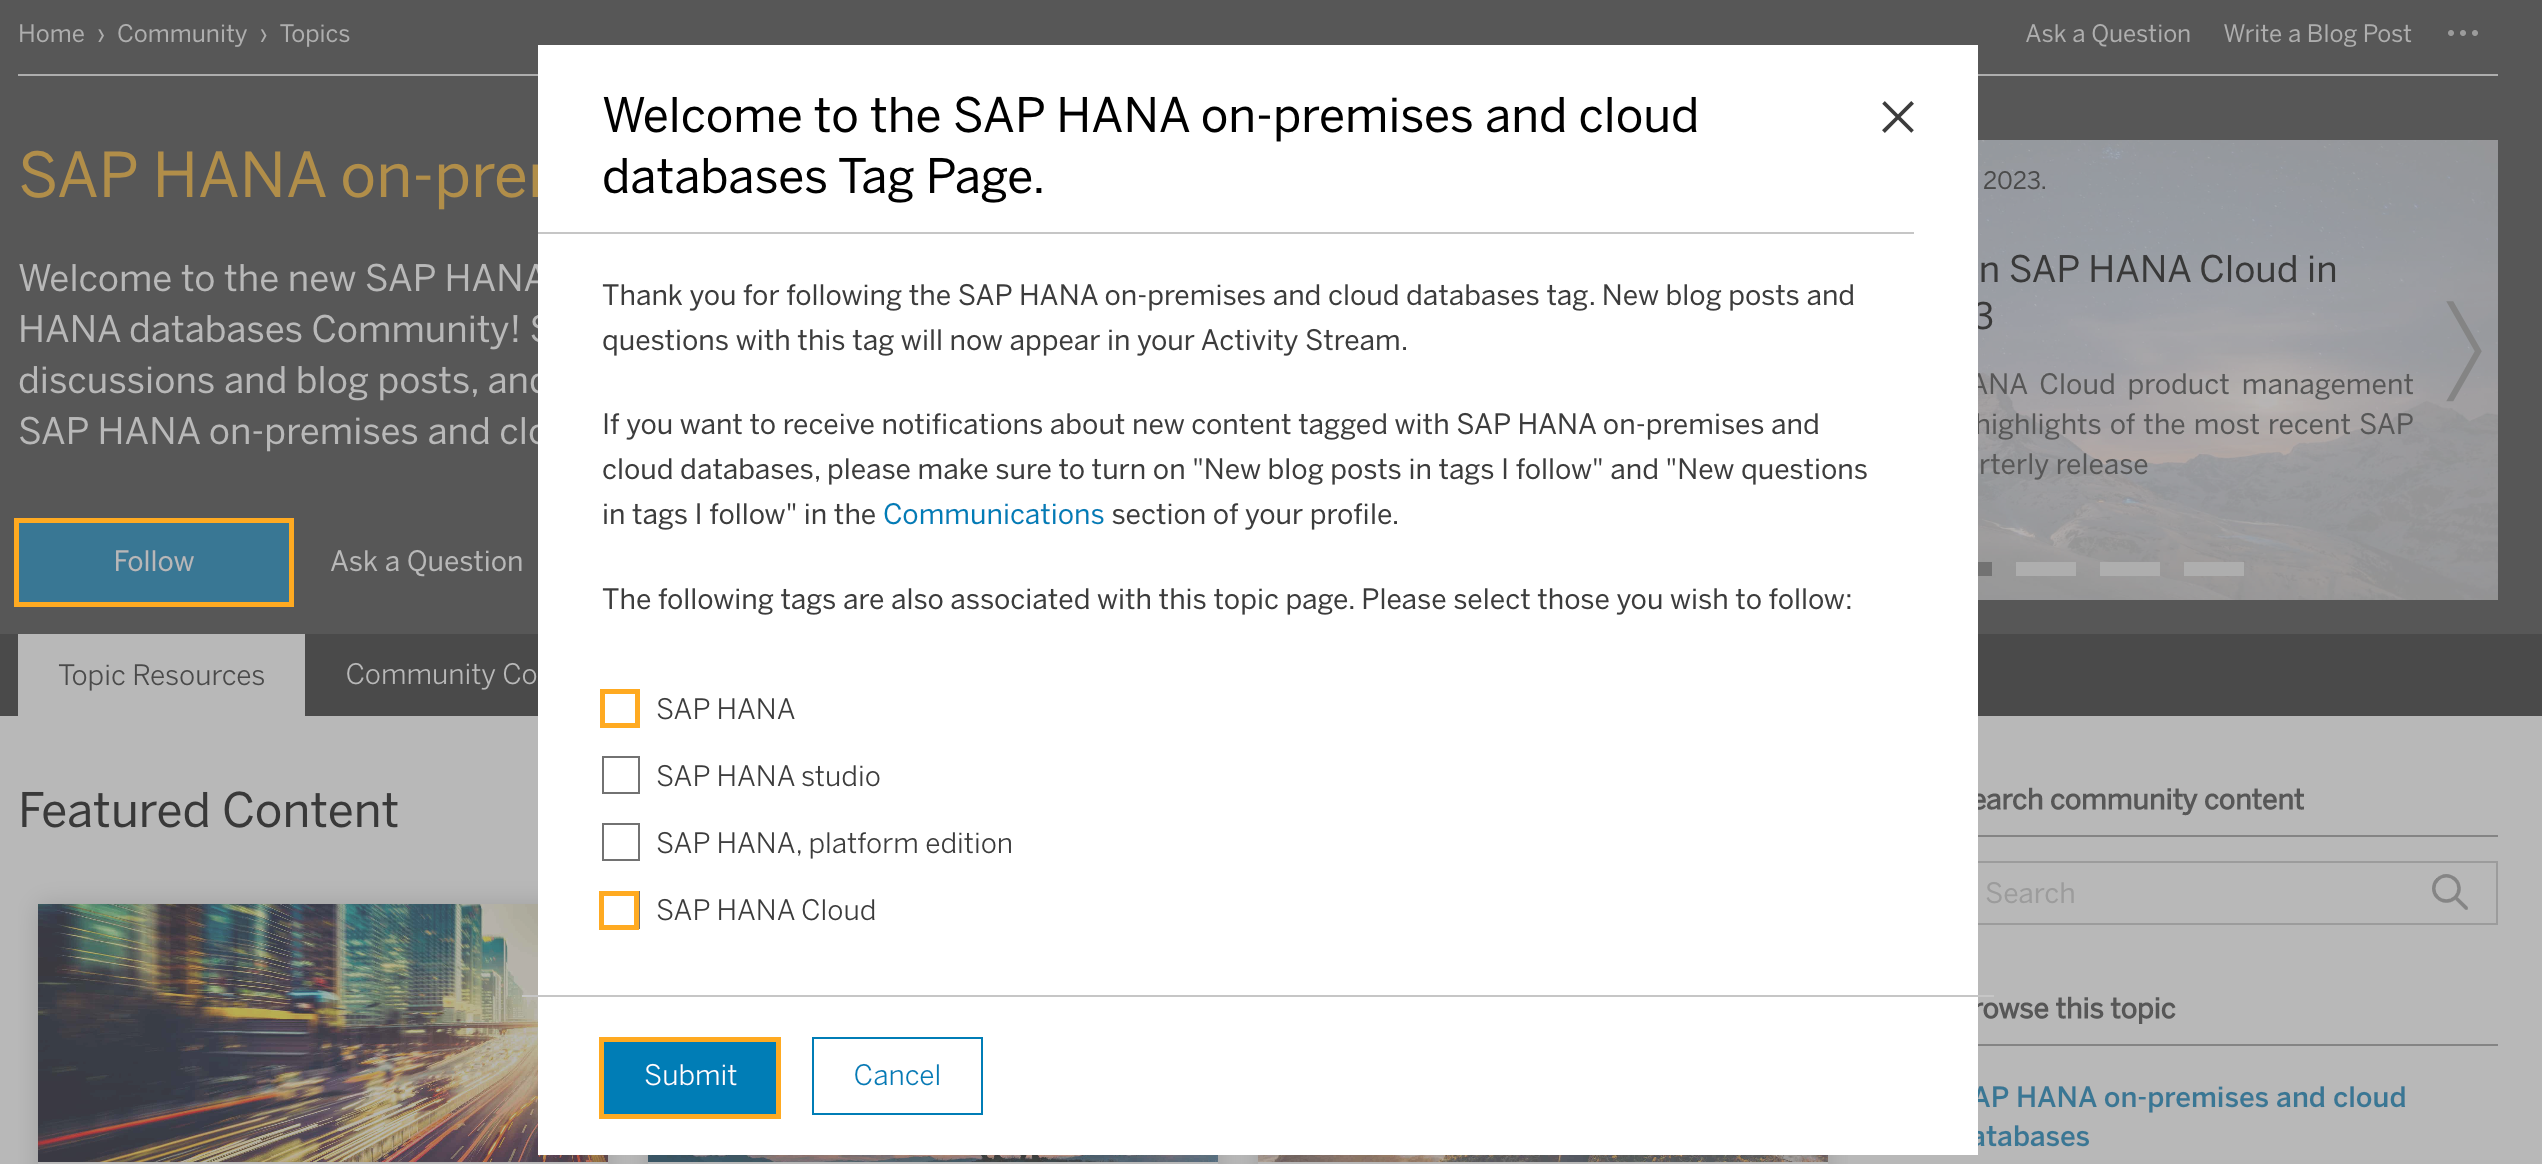 Home › Community › Topics
Ask a Question Write a Blog Post •••
Welcome to the SAP HANA on-premises and cloud
databases Tag Page.
SAP HANA on-prem
2023.
Welcome to the new SAP HANA
HANA databases Community! S
discussions and blog posts, and
SAP HANA on-premises and clo
n SAP HANA Cloud in
3
ANA Cloud product management
highlights of the most recent SAP
rterly release
Thank you for following the SAP HANA on-premises and cloud databases tag. New blog posts and
questions with this tag will now appear in your Activity Stream.
If you want to receive notifications about new content tagged with SAP HANA on-premises and
cloud databases, please make sure to turn on "New blog posts in tags I follow" and "New questions
in tags I follow" in the Communications section of your profile.
Follow
Ask a Question
The following tags are also associated with this topic page. Please select those you wish to follow:
Topic Resources
Community Co
SAP HANA
SAP HANA studio
SAP HANA, platform edition
SAP HANA Cloud
Featured Content
earch community content
Search
rowse this topic
AP HANA on-premises and cloud
atabases
Submit
Cancel